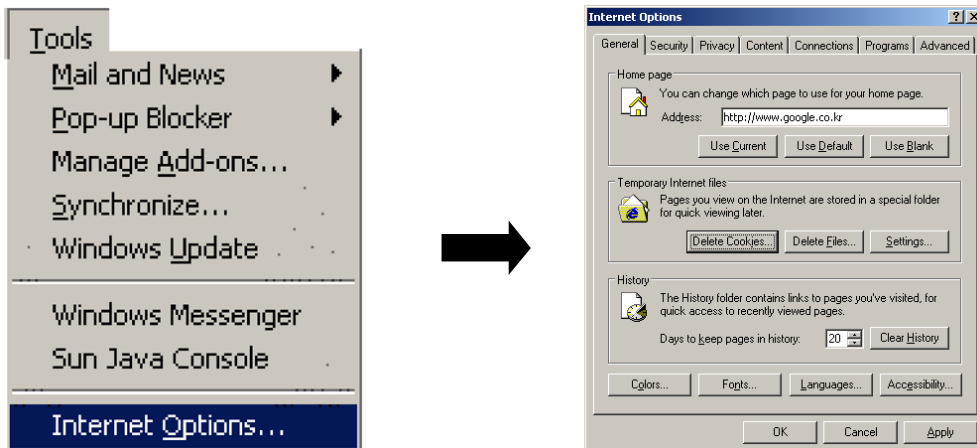 Tools
Mail and News
Pop-up Blocker
Manage Add-ons...
Synchronize...
Windows Update
Windows Messenger
Sun Java Console
Internet Options...
Internet Options
General Security Privacy Content Connections Programs Advanced
Home page
You can change which page to use for your home page.
Address: http://www.google.co.kr
Use Current Use Default Use Blank
Temporary Internet files
Pages you view on the Internet are stored in a special folder
for quick viewing later.
Delete Cookies... Delete Files... Settings...
History
The History folder contains links to pages you've visited, for
quick access to recently viewed pages.
Days to keep pages in history: 20 Clear History
Colors... Fonts... Languages... Accessibility...
OK Cancel Apply